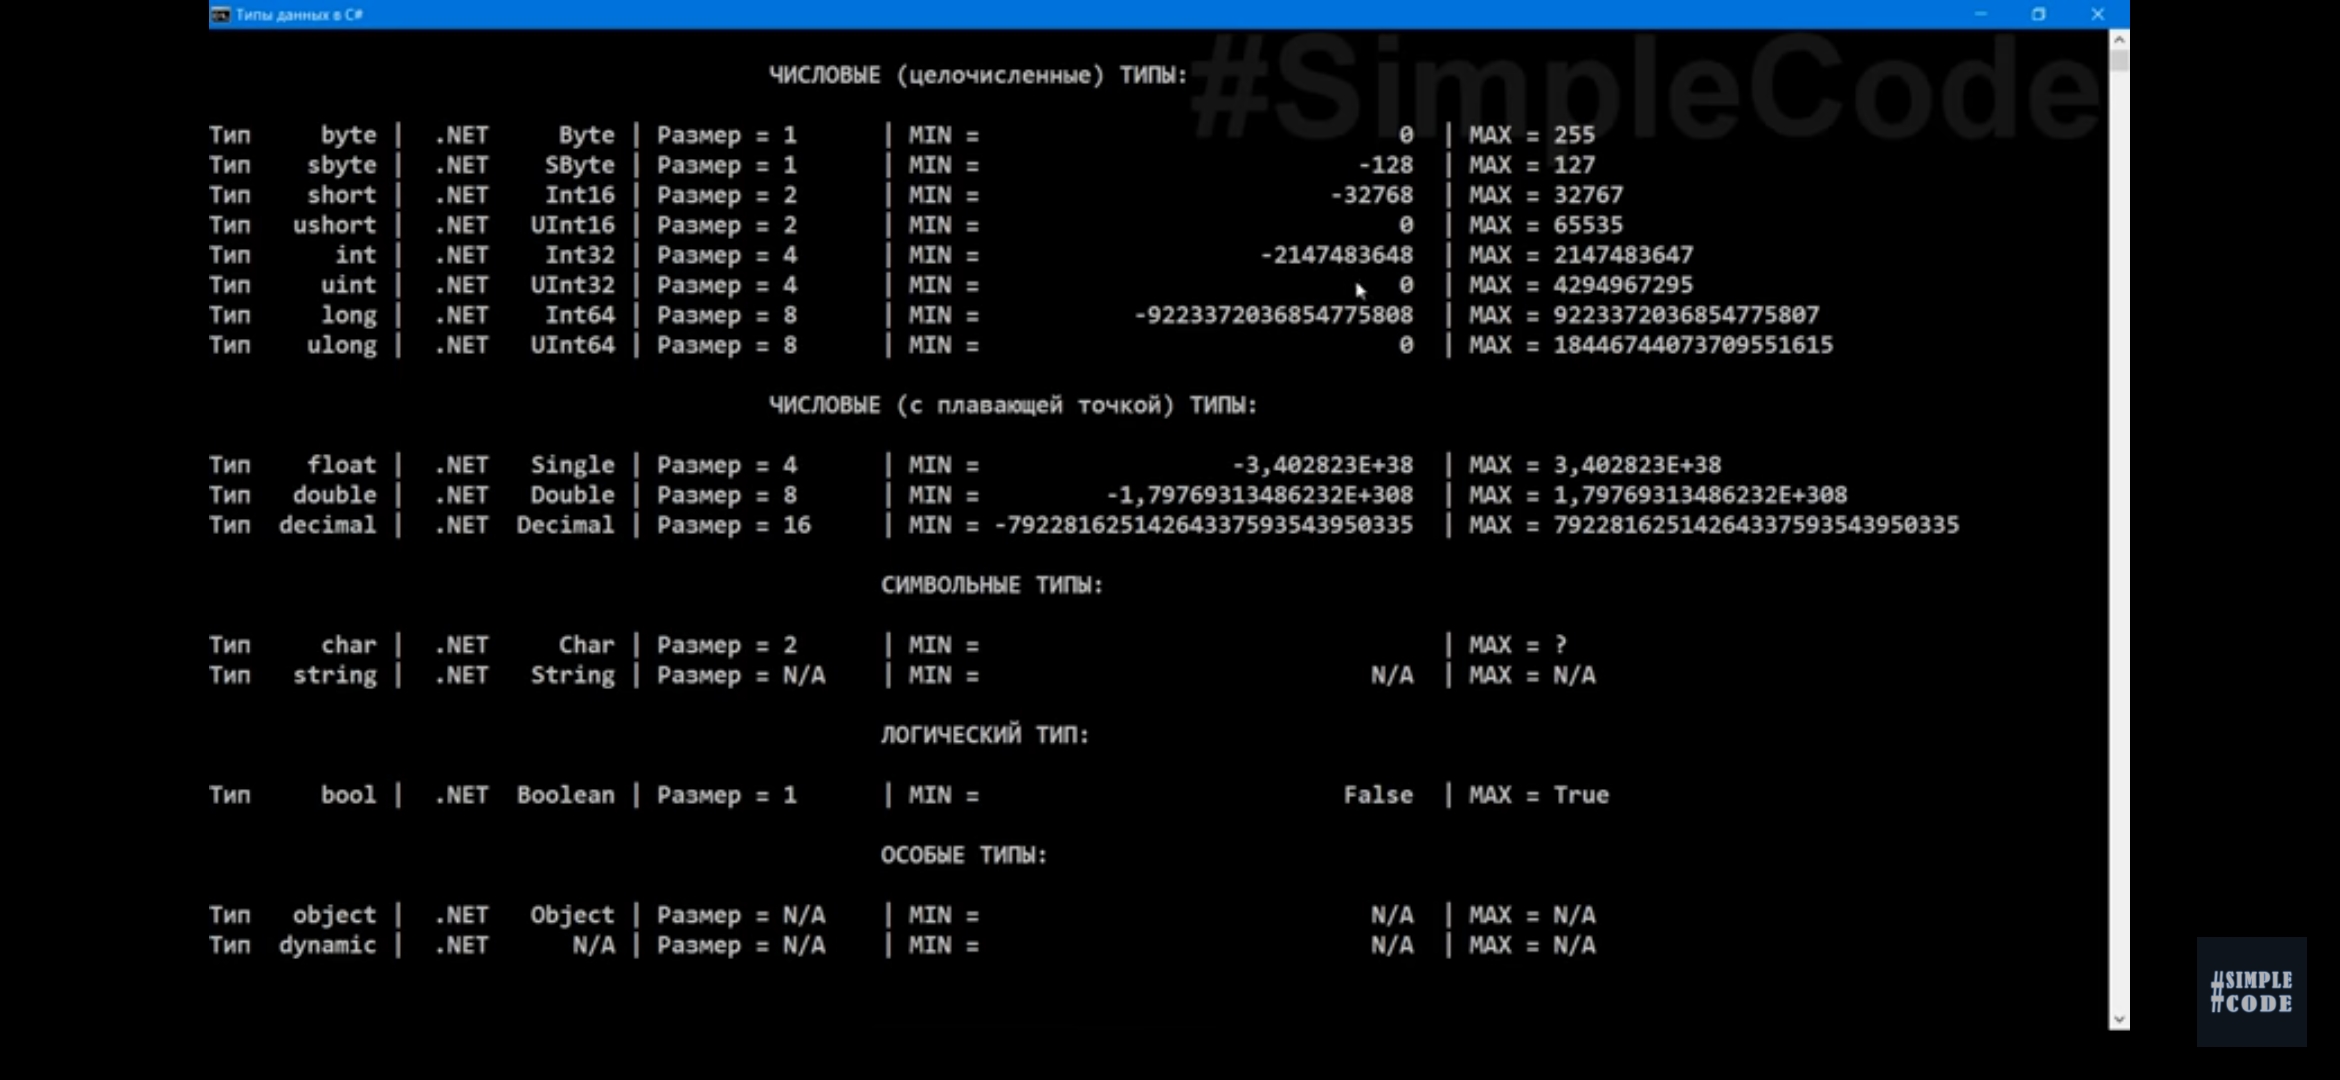 Типы данных в C#
#SimpleCode
ЧИСЛОВЫЕ (целочисленные) ТИПЫ:
Тип byte | .NET Byte | Размер = 1 | MIN = 0 | MAX = 255
Тип sbyte | .NET SByte | Размер = 1 | MIN = -128 | MAX = 127
Тип short | .NET Int16 | Размер = 2 | MIN = -32768 | MAX = 32767
Тип ushort | .NET UInt16 | Размер = 2 | MIN = 0 | MAX = 65535
Тип int | .NET Int32 | Размер = 4 | MIN = -2147483648 | MAX = 2147483647
Тип uint | .NET UInt32 | Размер = 4 | MIN = 0 | MAX = 4294967295
Тип long | .NET Int64 | Размер = 8 | MIN = -9223372036854775808 | MAX = 9223372036854775807
Тип ulong | .NET UInt64 | Размер = 8 | MIN = 0 | MAX = 18446744073709551615
ЧИСЛОВЫЕ (с плавающей точкой) ТИПЫ:
Тип float | .NET Single | Размер = 4 | MIN = -3,402823E+38 | MAX = 3,402823E+38
Тип double | .NET Double | Размер = 8 | MIN = -1,79769313486232E+308 | MAX = 1,79769313486232E+308
Тип decimal | .NET Decimal | Размер = 16 | MIN = -79228162514264337593543950335 | MAX = 79228162514264337593543950335
СИМВОЛЬНЫЕ ТИПЫ:
Тип char | .NET Char | Размер = 2 | MIN = | MAX = ?
Тип string | .NET String | Размер = N/A | MIN = N/A | MAX = N/A
ЛОГИЧЕСКИЙ ТИП:
Тип bool | .NET Boolean | Размер = 1 | MIN = False | MAX = True
ОСОБЫЕ ТИПЫ:
Тип object | .NET Object | Размер = N/A | MIN = N/A | MAX = N/A
Тип dynamic | .NET N/A | Размер = N/A | MIN = N/A | MAX = N/A
#SIMPLE
#CODE